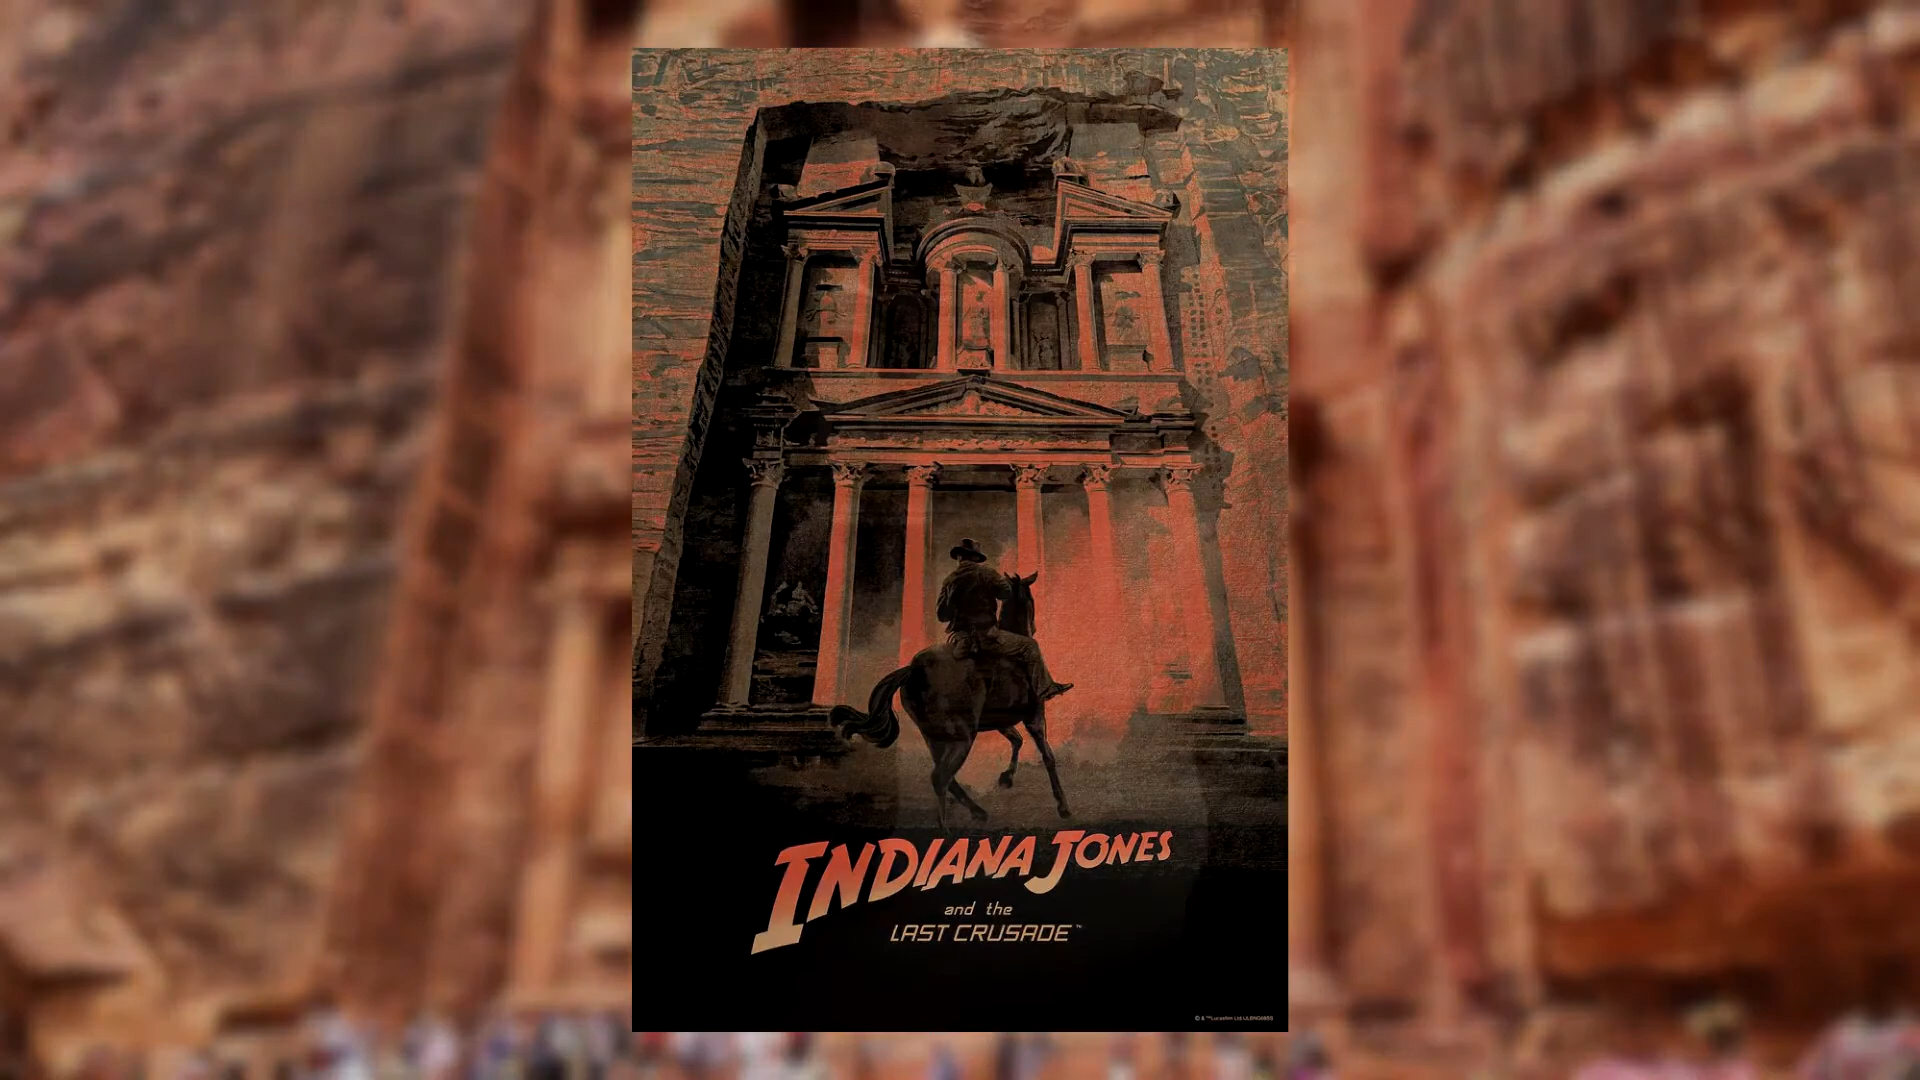 INDIANA JONES
and the
LAST CRUSADE™